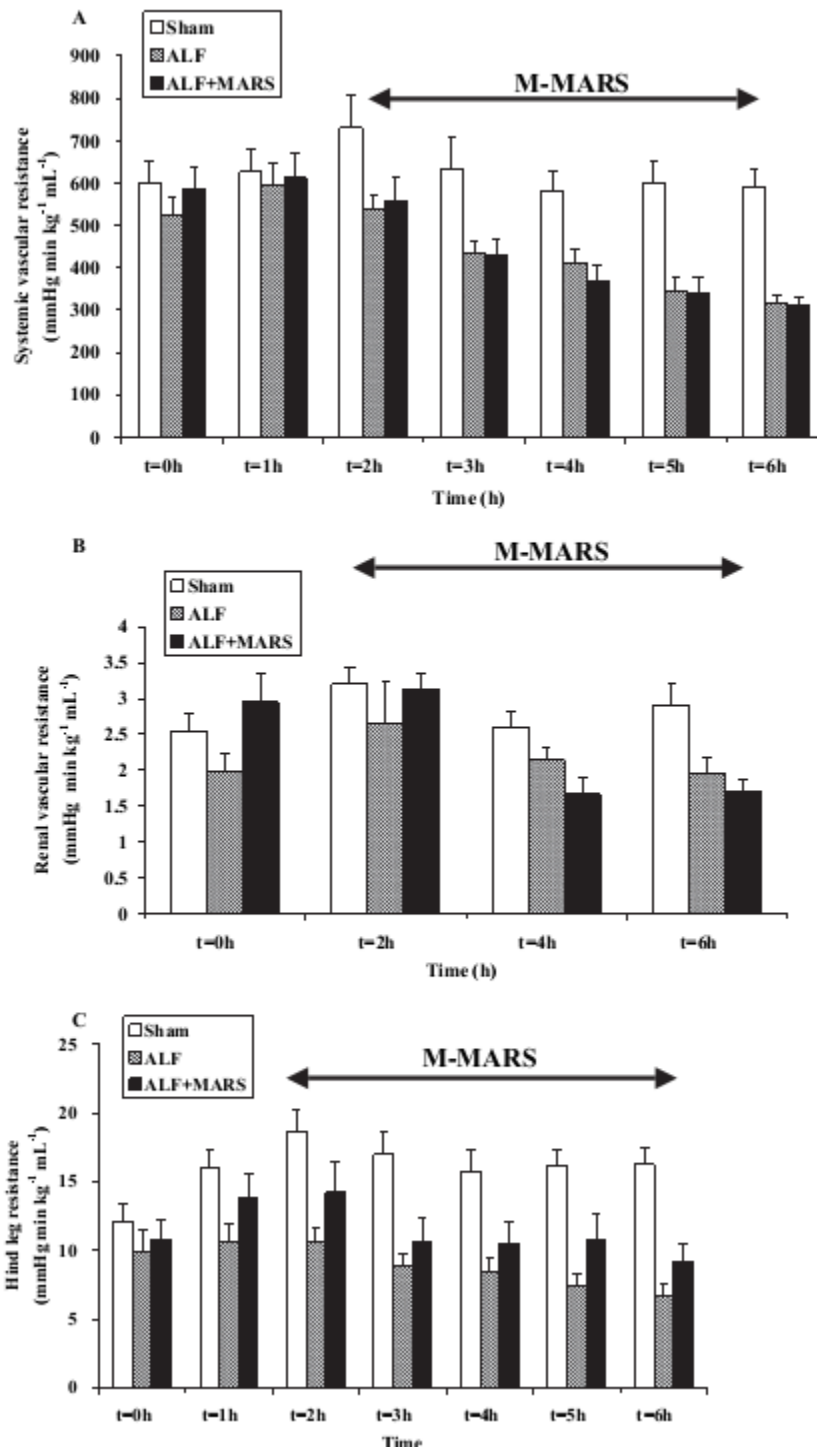 A
Sham
ALF
ALF+MARS
M-MARS
900
800
700
600
500
400
300
200
100
0
Systemic vascular resistance
(mmHg min kg⁻¹ mL⁻¹)
t=0h t=1h t=2h t=3h t=4h t=5h t=6h
Time (h)
B
M-MARS
Sham
ALF
ALF+MARS
4
3.5
3
2.5
2
1.5
1
0.5
0
Renal vascular resistance
(mmHg min kg⁻¹ mL⁻¹)
t=0h t=2h t=4h t=6h
Time (h)
C
Sham
ALF
ALF+MARS
M-MARS
25
20
15
10
5
0
Hind leg resistance
(mmHg min kg⁻¹ mL⁻¹)
t=0h t=1h t=2h t=3h t=4h t=5h t=6h
Time